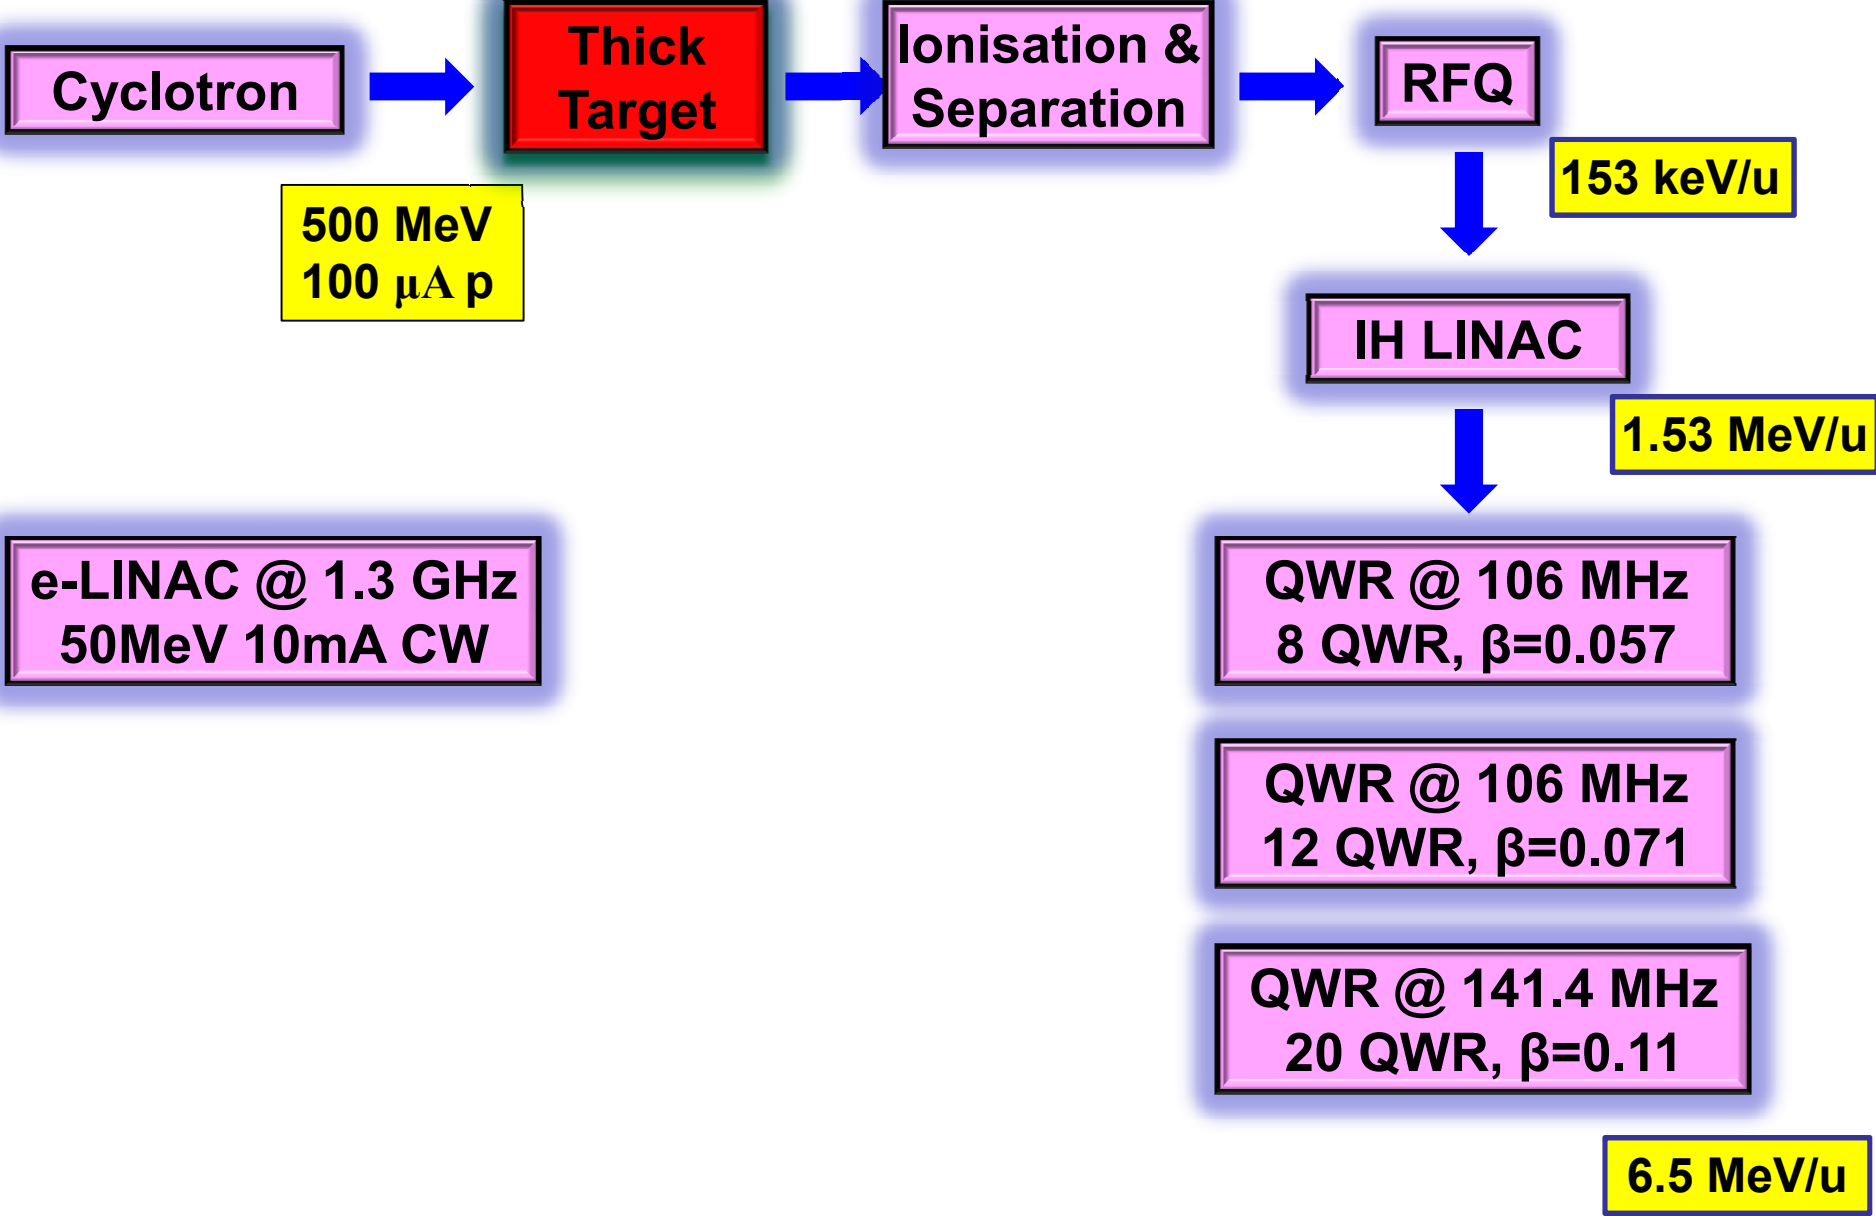 Cyclotron
Thick
Target
Ionisation &
Separation
RFQ
500 MeV
100 µA p
153 keV/u
IH LINAC
1.53 MeV/u
e-LINAC @ 1.3 GHz
50MeV 10mA CW
QWR @ 106 MHz
8 QWR, β=0.057
QWR @ 106 MHz
12 QWR, β=0.071
QWR @ 141.4 MHz
20 QWR, β=0.11
6.5 MeV/u